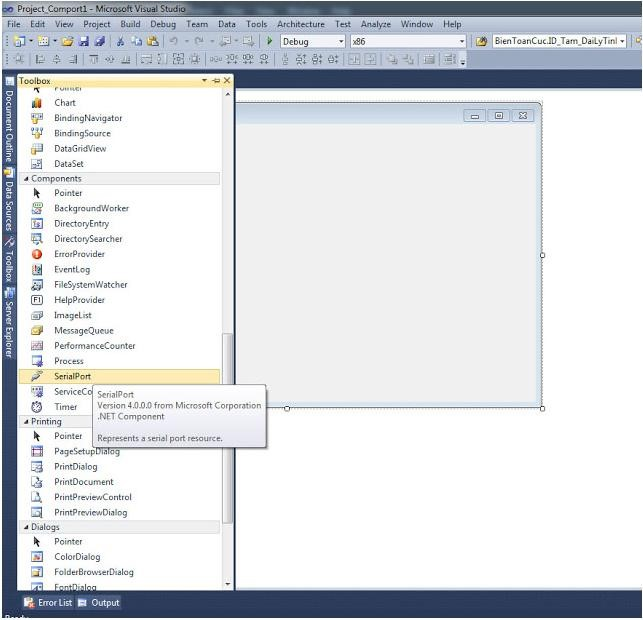 Project_Comport1 - Microsoft Visual Studio
File Edit View Project Build Debug Team Data Tools Architecture Test Analyze Window Help
Debug x86 BienToanCuc.ID_Tam_DaiLyTinl
Toolbox
Pointer
Chart
BindingNavigator
BindingSource
DataGridView
DataSet
Components
Pointer
BackgroundWorker
DirectoryEntry
DirectorySearcher
ErrorProvider
EventLog
FileSystemWatcher
HelpProvider
ImageList
MessageQueue
PerformanceCounter
Process
SerialPort
ServiceCo
Timer
SerialPort
Version 4.0.0.0 from Microsoft Corporation
.NET Component
Represents a serial port resource.
Printing
Pointer
PageSetupDialog
PrintDialog
PrintDocument
PrintPreviewControl
PrintPreviewDialog
Dialogs
Pointer
ColorDialog
FolderBrowserDialog
FontDialog
Document Outline
Data Sources
Toolbox
Server Explorer
Error List Output